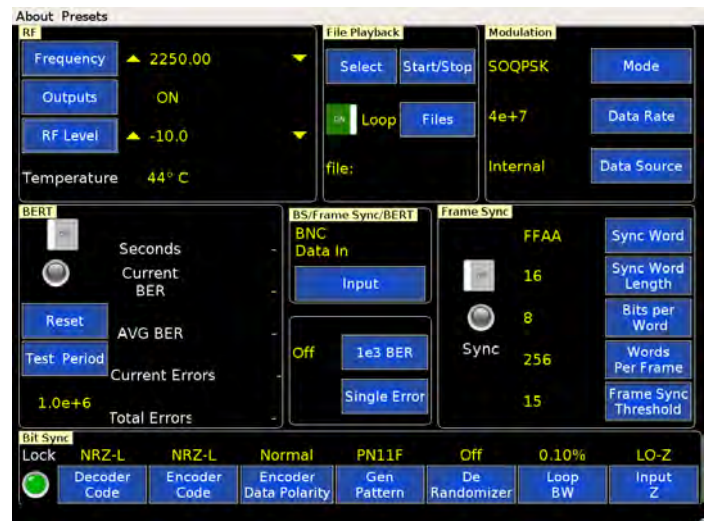 About Presets
RF
Frequency 2250.00
Outputs ON
RF Level -10.0
Temperature 44° C
File Playback
Select Start/Stop
ON Loop Files
file:
Modulation
SOQPSK Mode
4e+7 Data Rate
Internal Data Source
BERT
Seconds -
Current
BER -
Reset
AVG BER -
Test Period
Current Errors -
1.0e+6
Total Errors -
BS/Frame Sync/BERT
BNC
Data In
Input
Off 1e3 BER
Single Error
Frame Sync
FFAA Sync Word
16 Sync Word
Length
8 Bits per
Word
Sync
256 Words
Per Frame
15 Frame Sync
Threshold
Bit Sync
Lock NRZ-L NRZ-L Normal PN11F Off 0.10% LO-Z
Decoder
Code
Encoder
Code
Encoder
Data Polarity
Gen
Pattern
De
Randomizer
Loop
BW
Input
Z